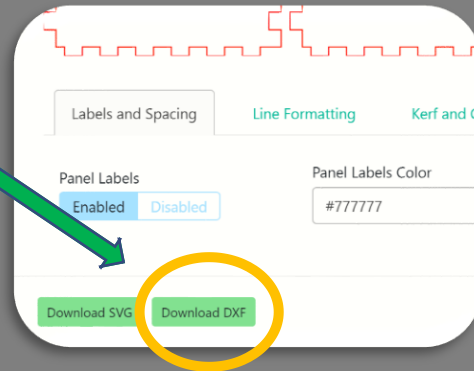 Labels and Spacing Line Formatting Kerf and
Panel Labels Panel Labels Color
Enabled Disabled #777777
Download SVG Download DXF